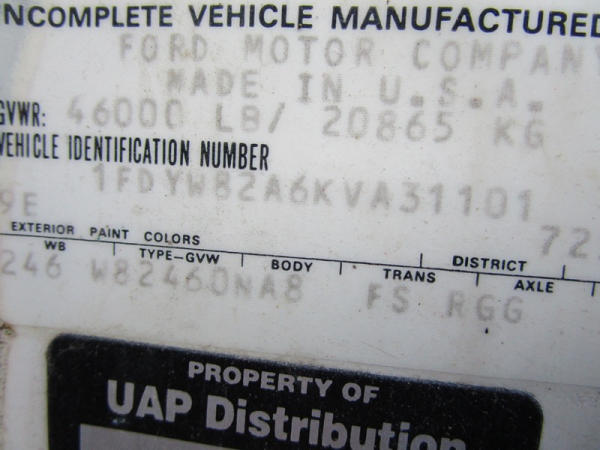 INCOMPLETE VEHICLE MANUFACTURED
FORD MOTOR COMPANY
MADE IN U.S.A.
GVWR: 46000 LB/ 20865 KG
VEHICLE IDENTIFICATION NUMBER
1FDYW82A6KVA31101
9E 72
EXTERIOR PAINT COLORS DISTRICT
WB TYPE-GVW BODY TRANS AXLE
246 W82460NA8 FS RGG
PROPERTY OF
UAP Distribution